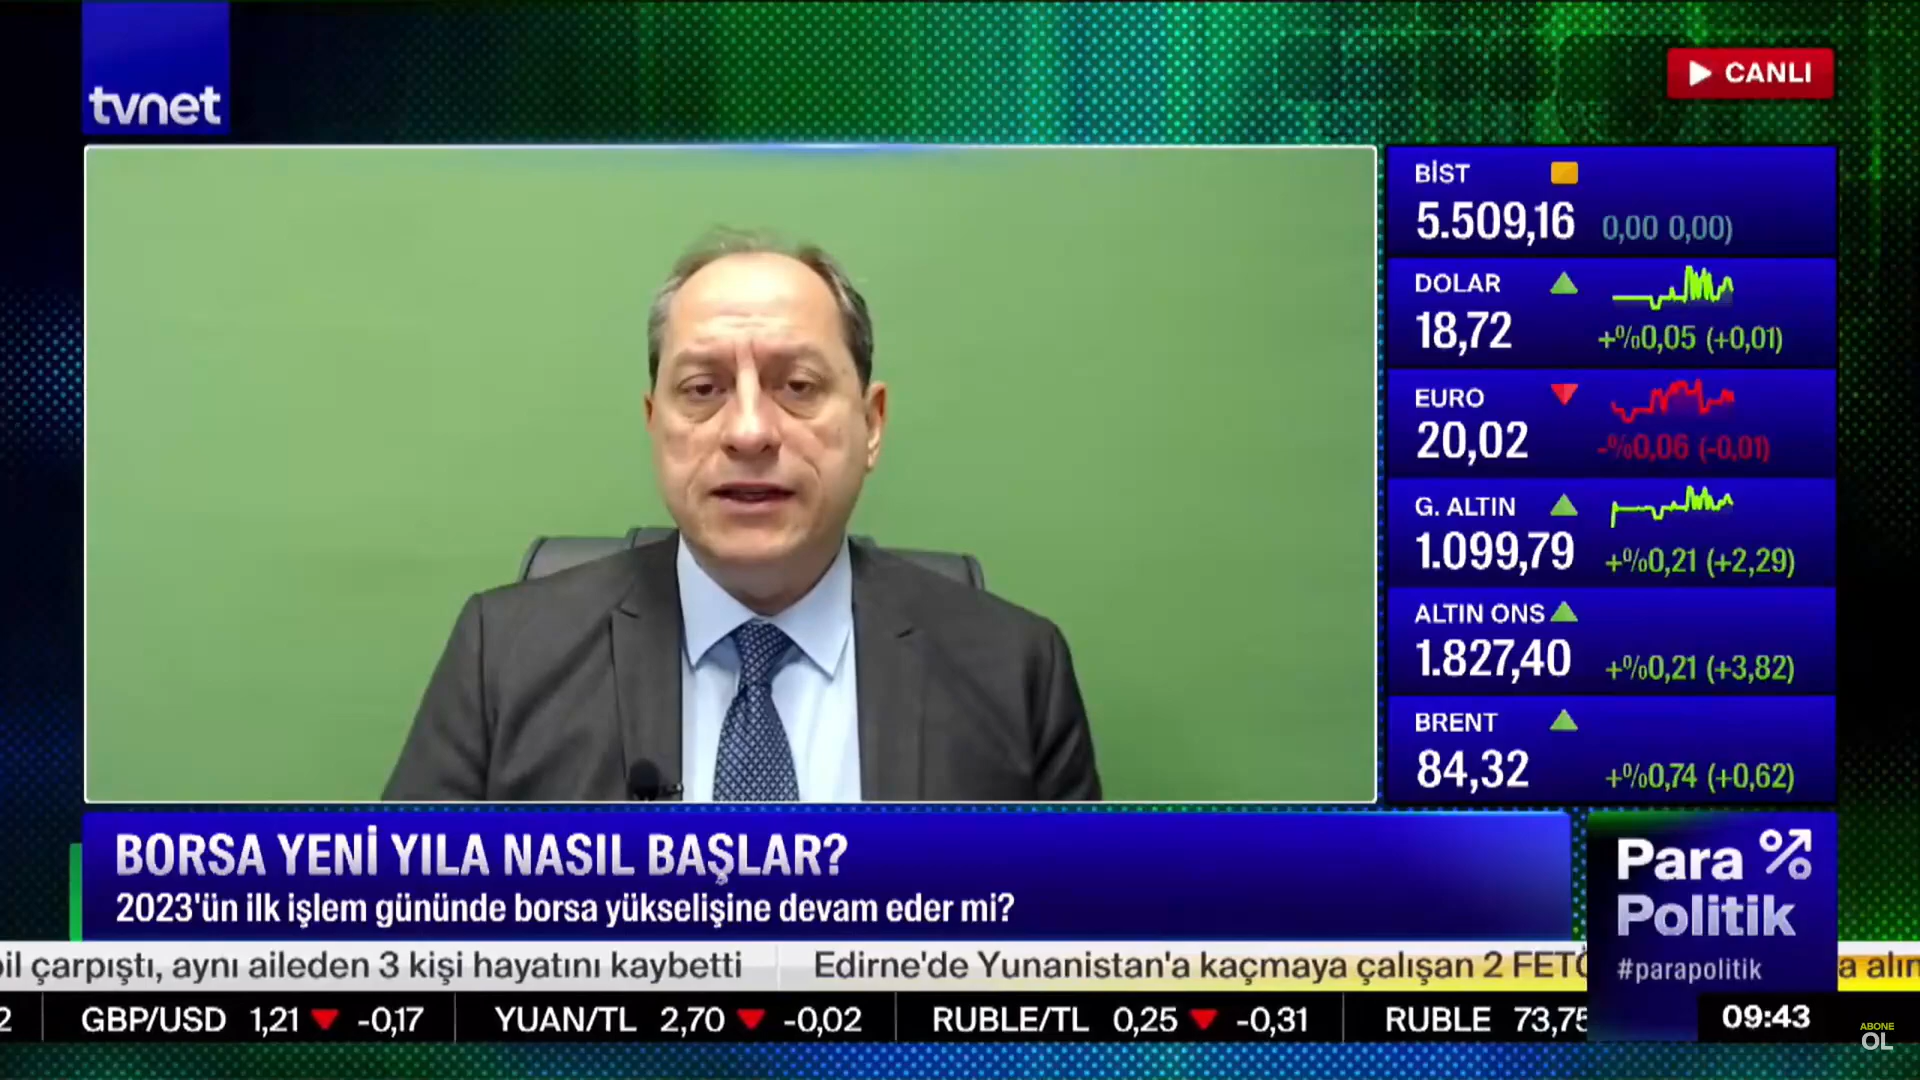 tvnet
CANLI
BİST
5.509,16 0,00 0,00)
DOLAR
18,72 +%0,05 (+0,01)
EURO
20,02 -%0,06 (-0,01)
G. ALTIN
1.099,79 +%0,21 (+2,29)
ALTIN ONS
1.827,40 +%0,21 (+3,82)
BRENT
84,32 +%0,74 (+0,62)
BORSA YENİ YILA NASIL BAŞLAR?
2023'ün ilk işlem gününde borsa yükselişine devam eder mi?
Para %
Politik
#parapolitik
çarpıştı, aynı aileden 3 kişi hayatını kaybetti Edirne'de Yunanistan'a kaçmaya çalışan 2 FETÖ
2 GBP/USD 1,21 -0,17 YUAN/TL 2,70 -0,02 RUBLE/TL 0,25 -0,31 RUBLE 73,75
09:43
ABONE
OL